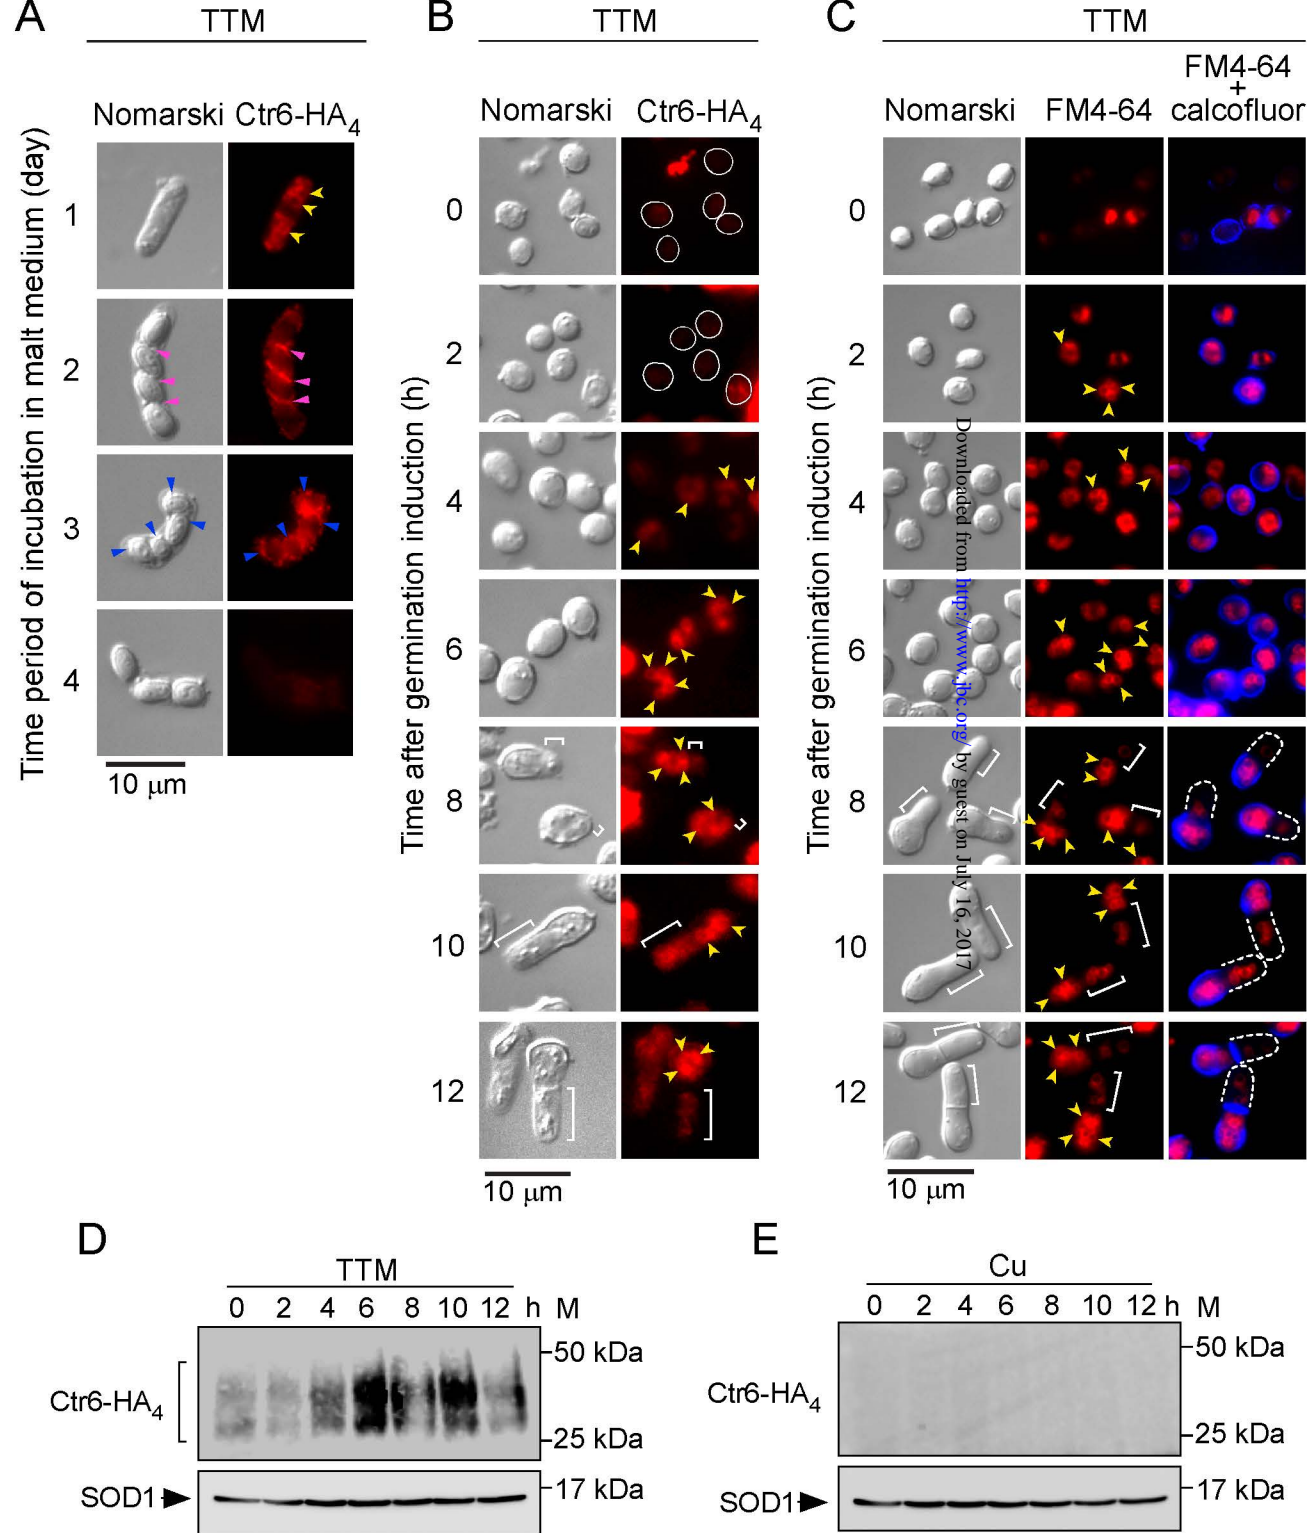 A
TTM
Nomarski Ctr6-HA4
Time period of incubation in malt medium (day)
1
2
3
4
10 μm
B
TTM
Nomarski Ctr6-HA4
Time after germination induction (h)
0
2
4
6
8
10
12
10 μm
C
TTM
Nomarski FM4-64 FM4-64 + calcofluor
Time after germination induction (h)
0
2
4
6
8
10
12
10 μm
Downloaded from http://www.jbc.org/ by guest on July 16, 2017
D
TTM
0 2 4 6 8 10 12 h M
Ctr6-HA4
50 kDa
25 kDa
SOD1
17 kDa
E
Cu
0 2 4 6 8 10 12 h M
Ctr6-HA4
50 kDa
25 kDa
SOD1
17 kDa